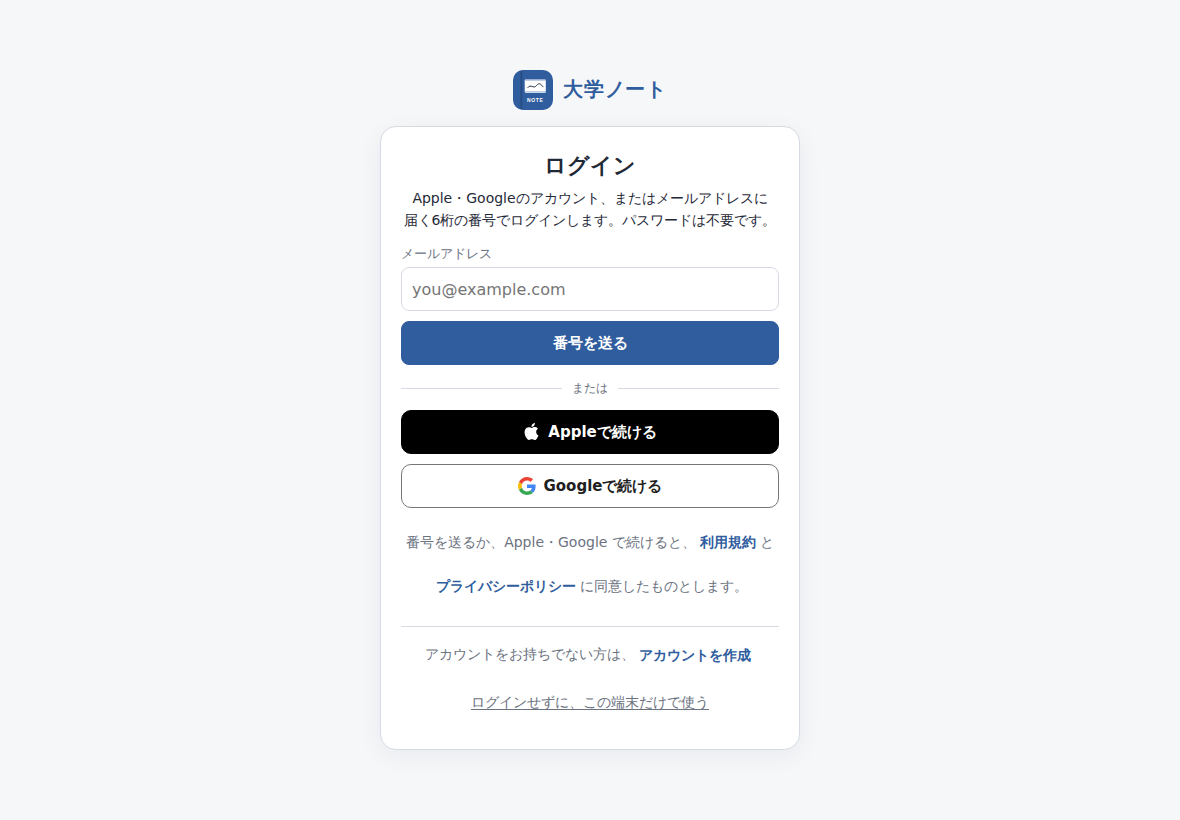 NOTE
大学ノート
ログイン
Apple・Googleのアカウント、またはメールアドレスに
届く6桁の番号でログインします。パスワードは不要です。
メールアドレス
you@example.com
番号を送る
または
Appleで続ける
Googleで続ける
番号を送るか、Apple・Google で続けると、 利用規約 と
プライバシーポリシー に同意したものとします。
アカウントをお持ちでない方は、 アカウントを作成
ログインせずに、この端末だけで使う